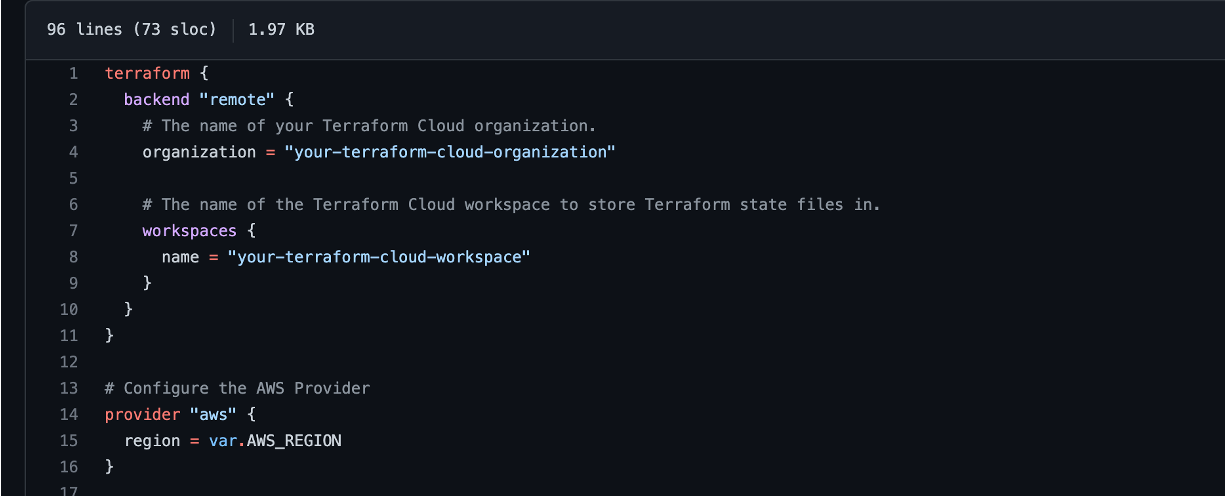 96 lines (73 sloc) 1.97 KB
1 terraform {
2 backend "remote" {
3 # The name of your Terraform Cloud organization.
4 organization = "your-terraform-cloud-organization"
5
6 # The name of the Terraform Cloud workspace to store Terraform state files in.
7 workspaces {
8 name = "your-terraform-cloud-workspace"
9 }
10 }
11 }
12
13 # Configure the AWS Provider
14 provider "aws" {
15 region = var.AWS_REGION
16 }
17